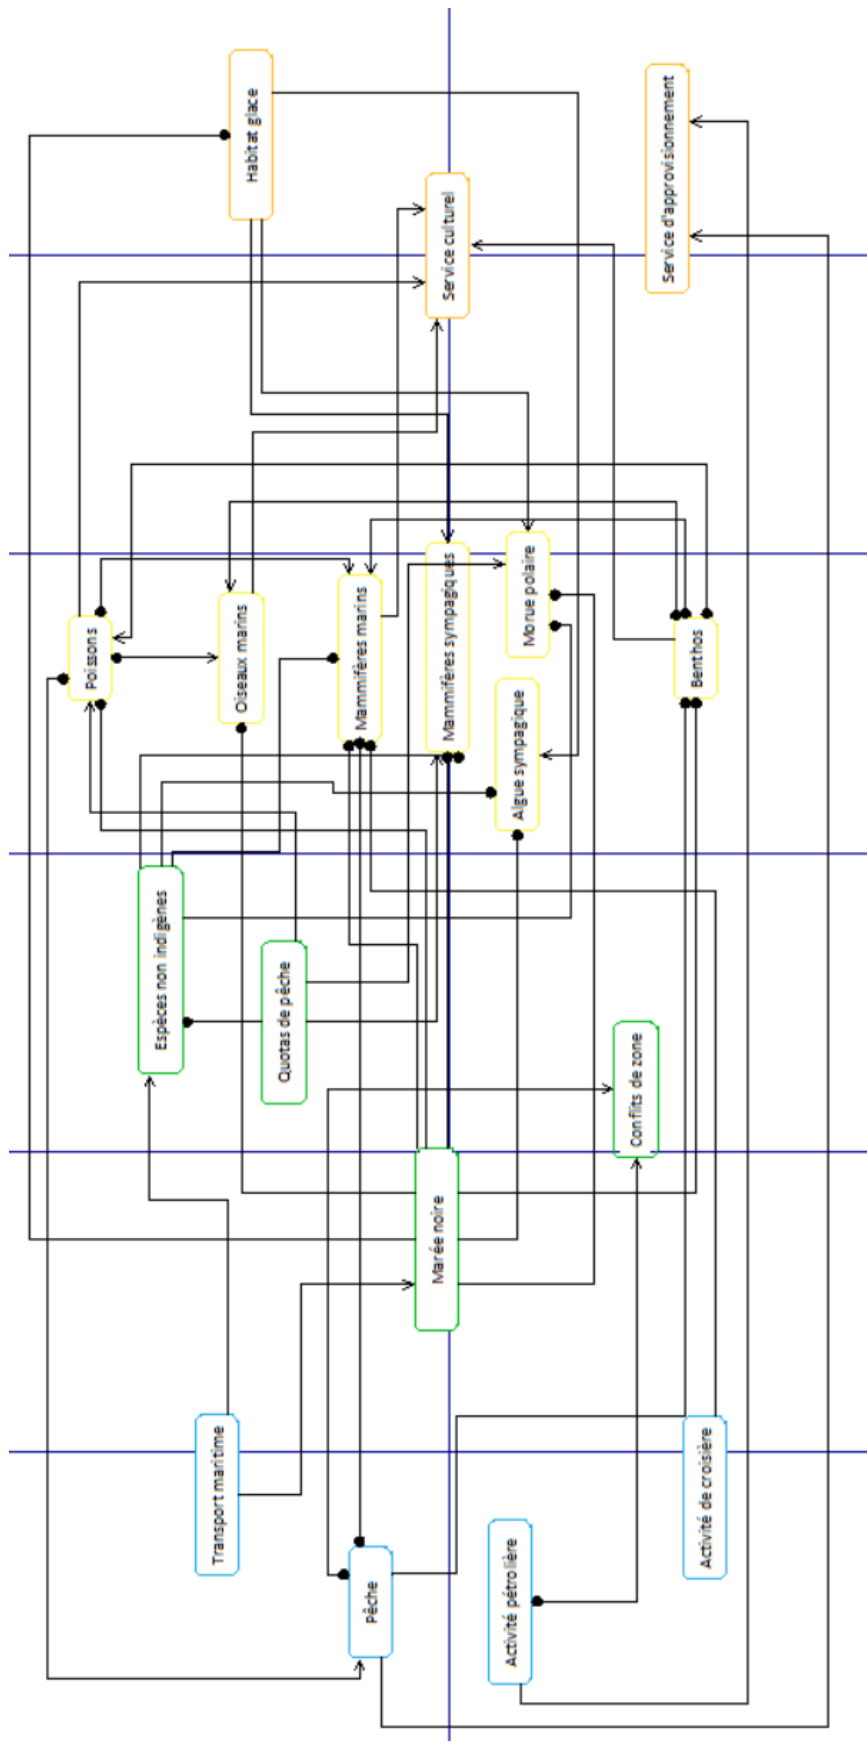 Habitat glace
Service culturel
Service d'approvisionnement
Poissons
Oiseaux marins
Mammifères marins
Mammifères sympagiques
Morue polaire
Algue sympagique
Benthos
Espèces non indigènes
Quotas de pêche
Conflits de zone
Marée noire
Transport maritime
Pêche
Activité pétrolière
Activité de croisière